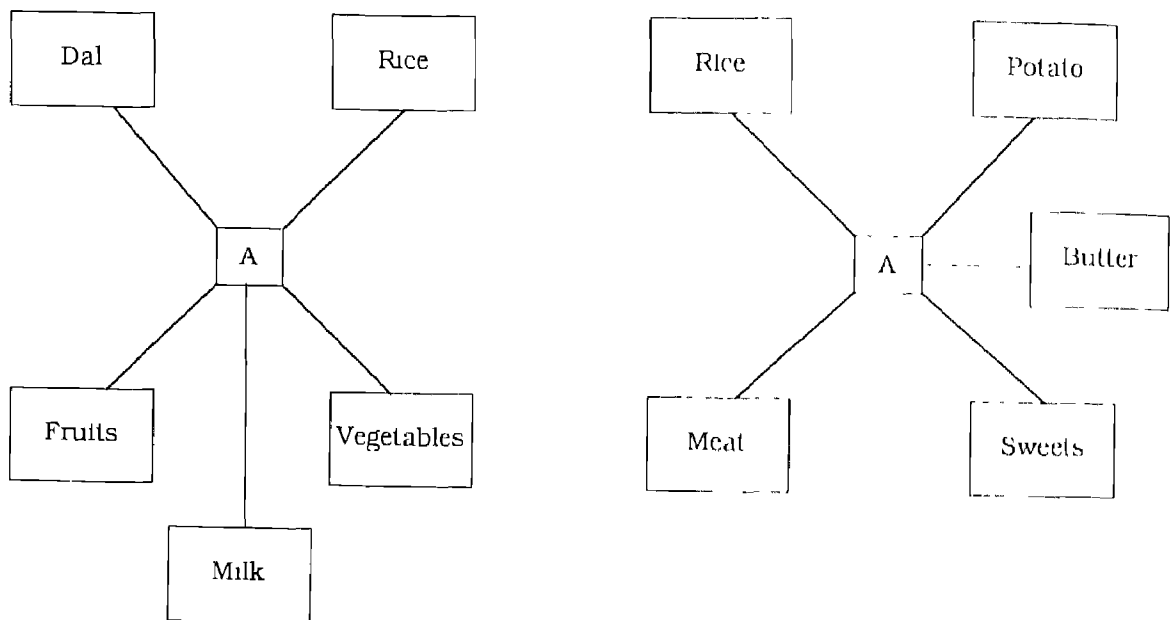 Dal
Rice
A
Fruits
Vegetables
Milk
Rice
Potato
A
Butter
Meat
Sweets